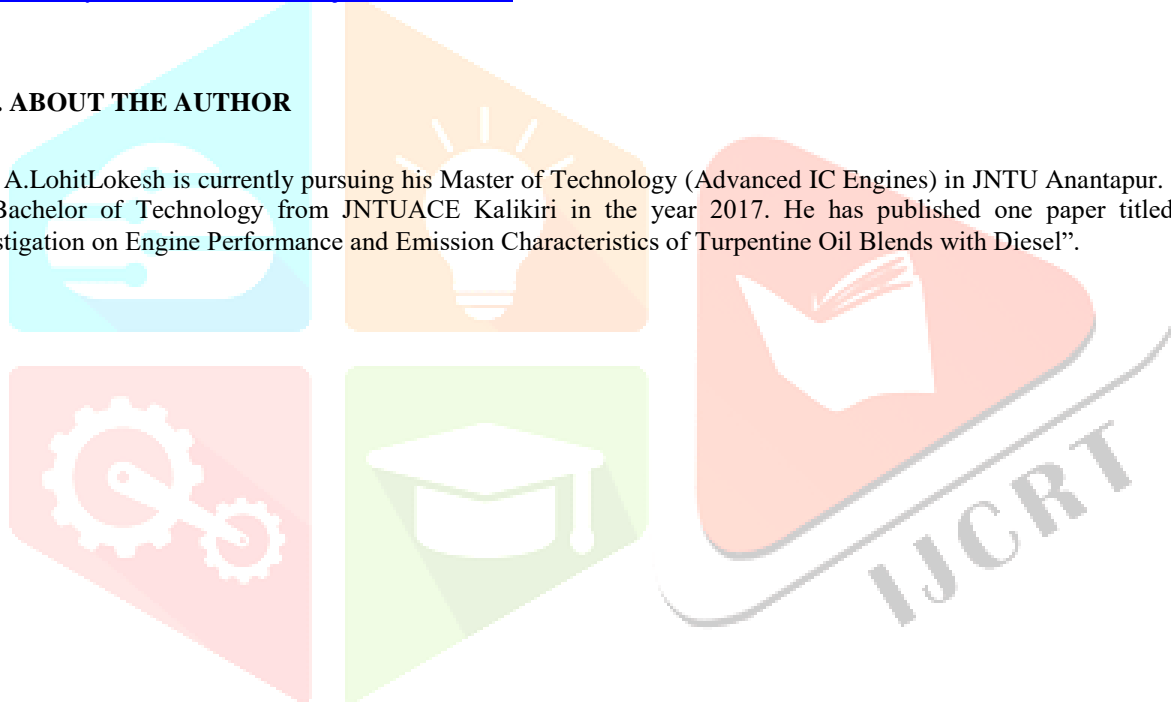 . ABOUT THE AUTHOR
A.LohitLokesh is currently pursuing his Master of Technology (Advanced IC Engines) in JNTU Anantapur.
Bachelor of Technology from JNTUACE Kalikiri in the year 2017. He has published one paper titled
stigation on Engine Performance and Emission Characteristics of Turpentine Oil Blends with Diesel”.
IJCRT